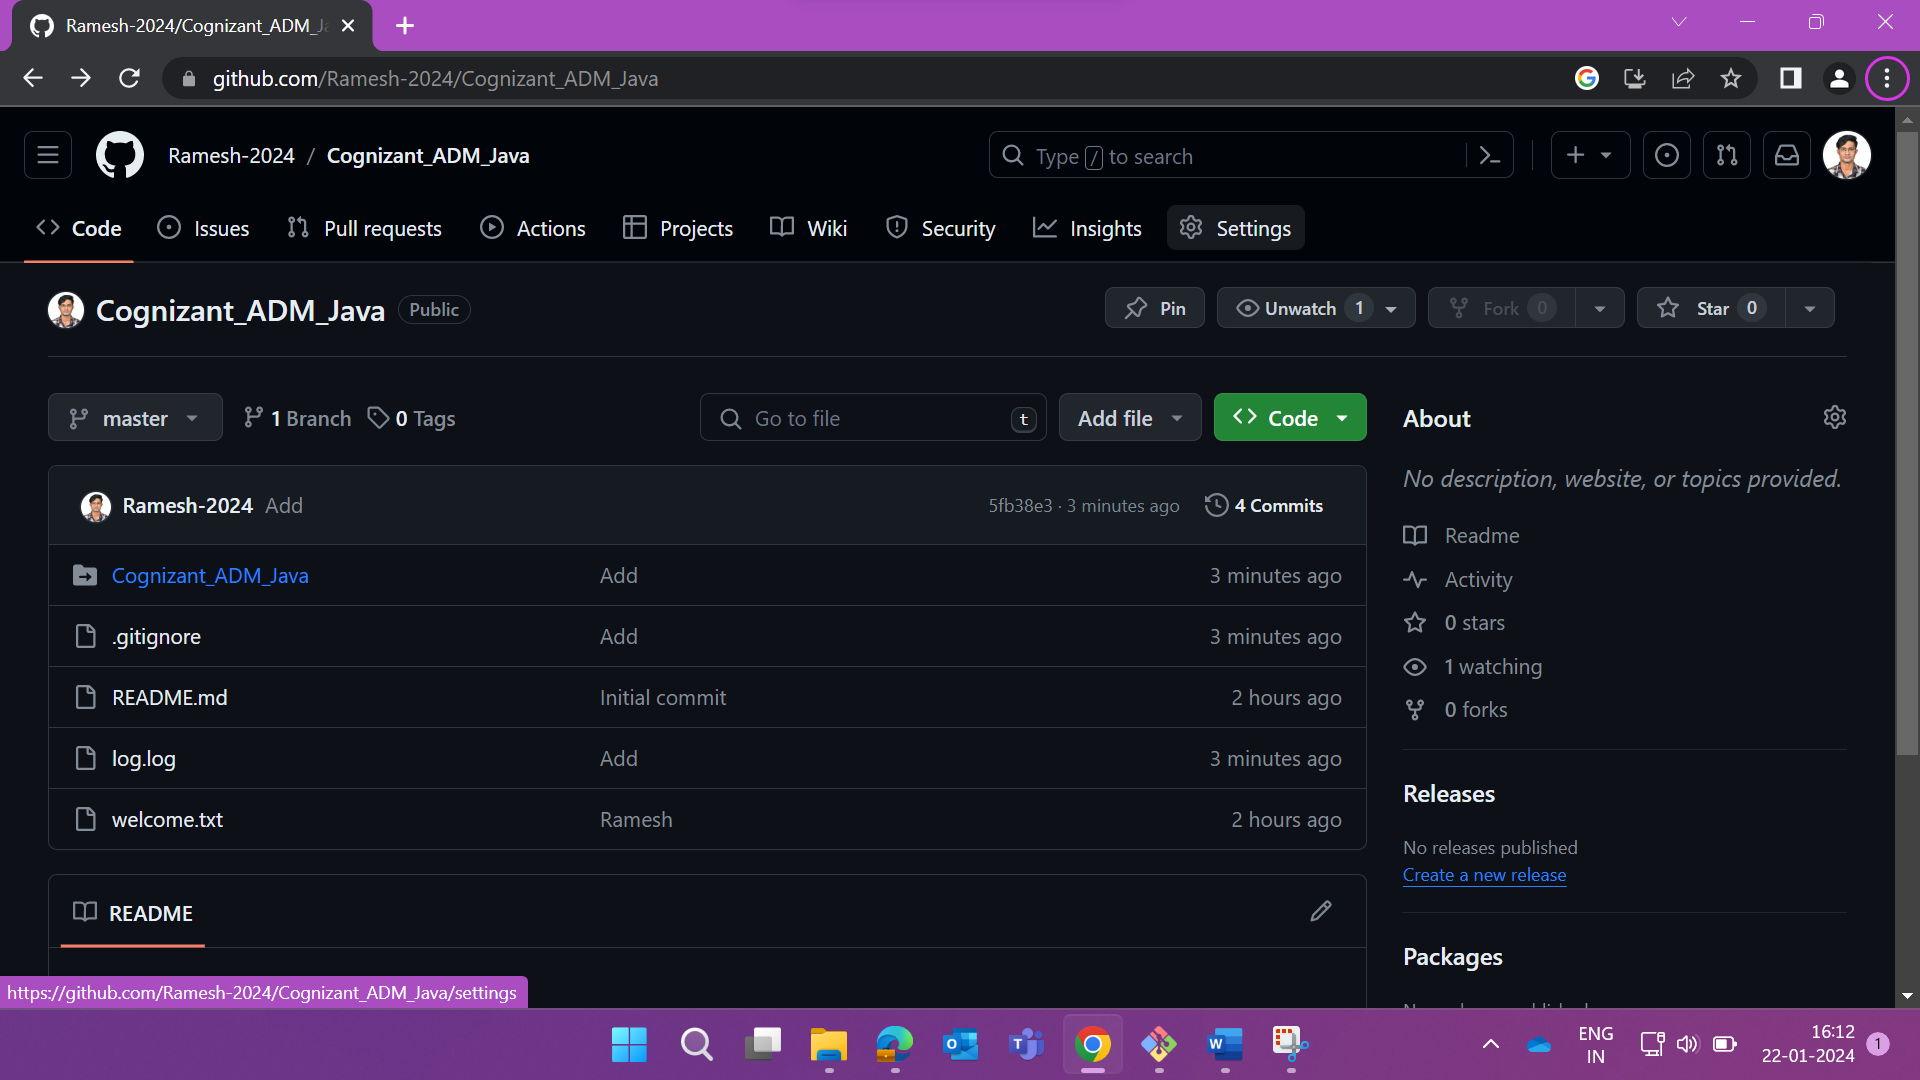 Ramesh-2024/Cognizant_ADM_J
github.com/Ramesh-2024/Cognizant_ADM_Java
Ramesh-2024 / Cognizant_ADM_Java
Type / to search
Code Issues Pull requests Actions Projects Wiki Security Insights Settings
Cognizant_ADM_Java Public
Pin Unwatch 1 Fork 0 Star 0
master 1 Branch 0 Tags Go to file t Add file Code
Ramesh-2024 Add 5fb38e3 · 3 minutes ago 4 Commits
Cognizant_ADM_Java Add 3 minutes ago
.gitignore Add 3 minutes ago
README.md Initial commit 2 hours ago
log.log Add 3 minutes ago
welcome.txt Ramesh 2 hours ago
README
About
No description, website, or topics provided.
Readme
Activity
0 stars
1 watching
0 forks
Releases
No releases published
Create a new release
Packages
https://github.com/Ramesh-2024/Cognizant_ADM_Java/settings
ENG
IN
16:12
22-01-2024
1